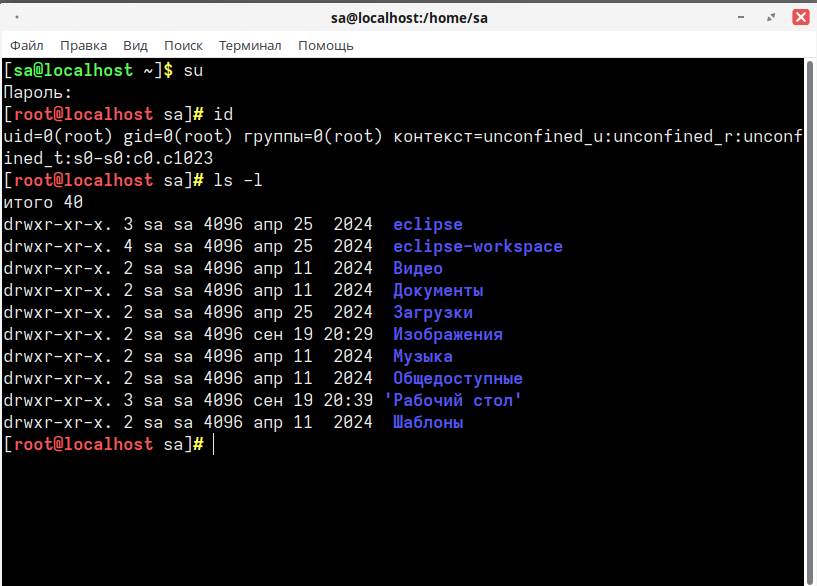 sa@localhost:/home/sa
Файл Правка Вид Поиск Терминал Помощь
[sa@localhost ~]$ su
Пароль:
[root@localhost sa]# id
uid=0(root) gid=0(root) группы=0(root) контекст=unconfined_u:unconfined_r:unconf
ined_t:s0-s0:c0.c1023
[root@localhost sa]# ls -l
итого 40
drwxr-xr-x. 3 sa sa 4096 апр 25  2024  eclipse
drwxr-xr-x. 4 sa sa 4096 апр 25  2024  eclipse-workspace
drwxr-xr-x. 2 sa sa 4096 апр 11  2024  Видео
drwxr-xr-x. 2 sa sa 4096 апр 11  2024  Документы
drwxr-xr-x. 2 sa sa 4096 апр 25  2024  Загрузки
drwxr-xr-x. 2 sa sa 4096 сен 19 20:29  Изображения
drwxr-xr-x. 2 sa sa 4096 апр 11  2024  Музыка
drwxr-xr-x. 2 sa sa 4096 апр 11  2024  Общедоступные
drwxr-xr-x. 3 sa sa 4096 сен 19 20:39 'Рабочий стол'
drwxr-xr-x. 2 sa sa 4096 апр 11  2024  Шаблоны
[root@localhost sa]#